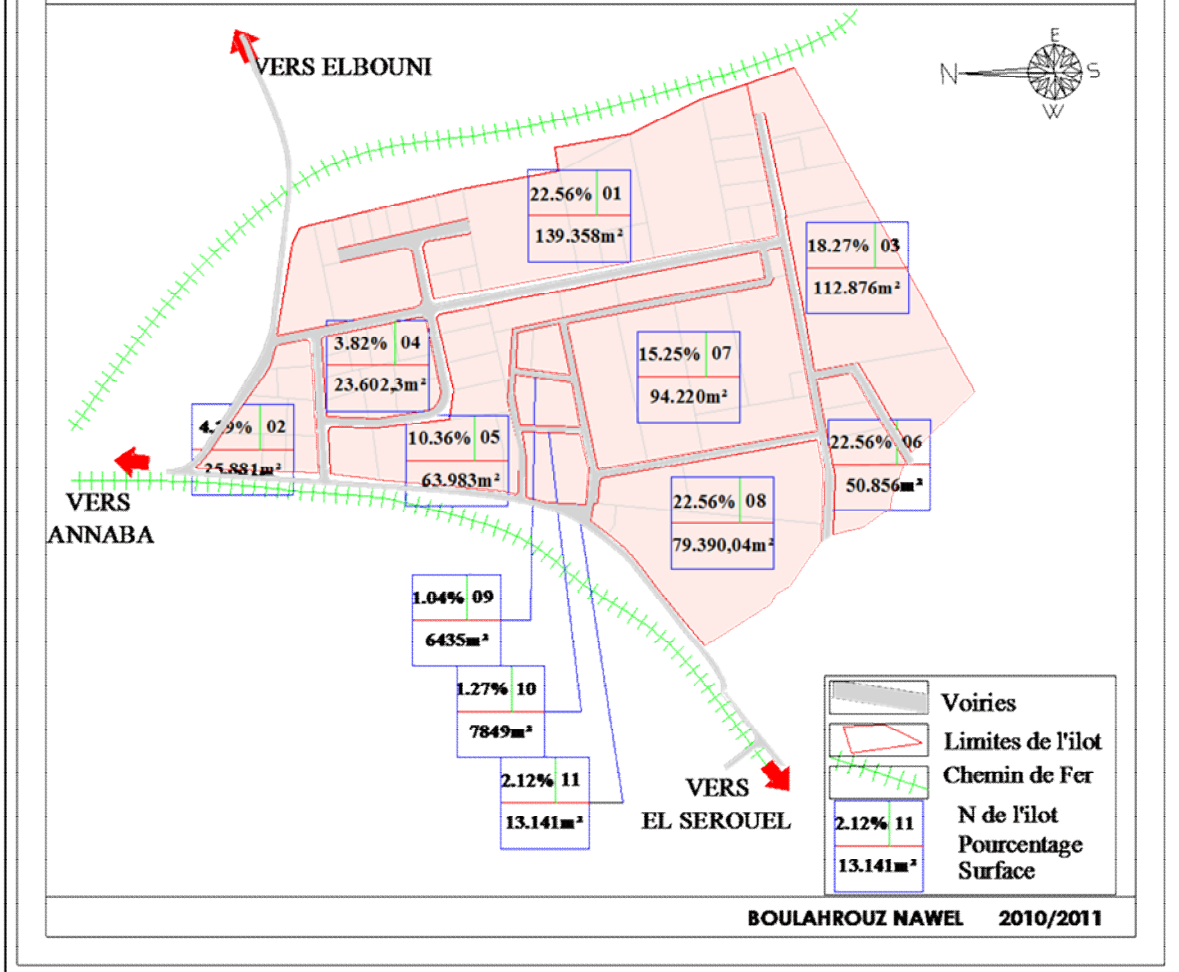 VERS ELBOUNI
E
N
S
W
22.56% 01
139.358m²
18.27% 03
112.876m²
3.82% 04
23.602,3m²
15.25% 07
94.220m²
02
25.881m²
10.36% 05
63.983m²
22.56% 06
50.856m²
VERS
ANNABA
22.56% 08
79.390,04m²
1.04% 09
6435m²
1.27% 10
7849m²
2.12% 11
13.141m²
VERS
EL SEROUEL
Voiries
Limites de l'ilot
Chemin de Fer
2.12% 11
13.141m²
N de l'ilot
Pourcentage
Surface
BOULAHROUZ NAWEL 2010/2011